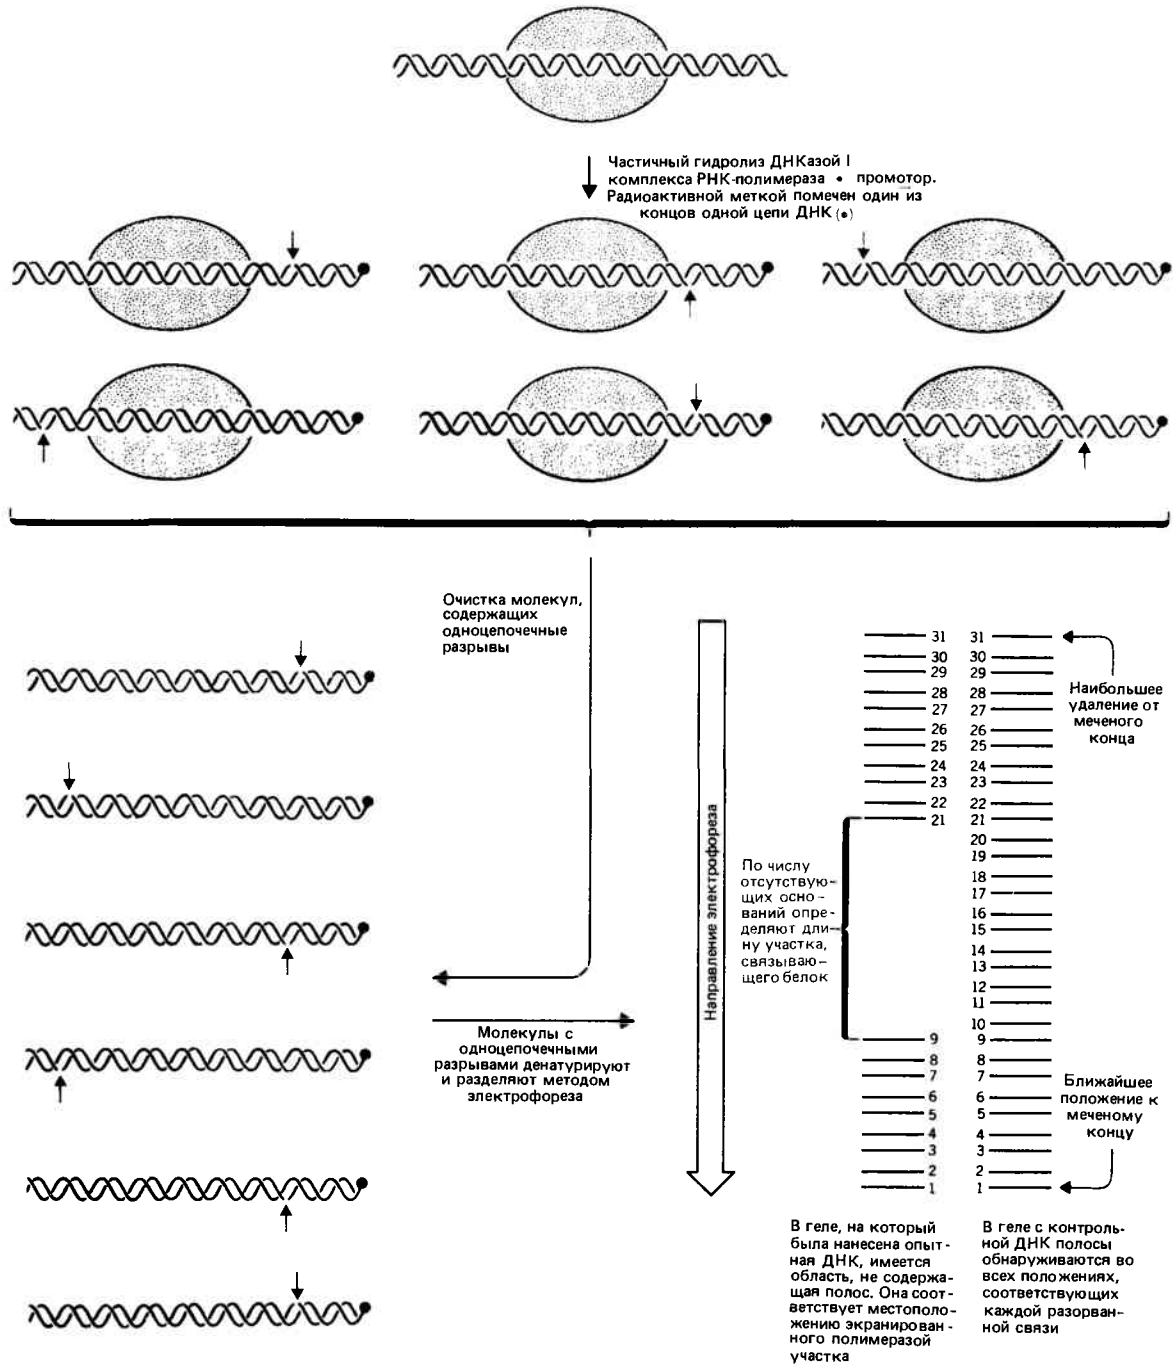 Частичный гидролиз ДНКазой I
комплекса РНК-полимераза • промотор.
Радиоактивной меткой помечен один из
концов одной цепи ДНК (•)
Очистка молекул,
содержащих
одноцепочечные
разрывы
Молекулы с
одноцепочечными
разрывами денатурируют
и разделяют методом
электрофореза
Направление электрофореза
По числу
отсутствую-
щих осно-
ваний опре-
деляют дли-
ну участка,
связываю-
щего белок
31 31
30 30
29 29
28 28
27 27
26 26
25 25
24 24
23 23
22 22
21 21
20
19
18
17
16
15
14
13
12
11
10
9 9
8 8
7 7
6 6
5 5
4 4
3 3
2 2
1 1
Наибольшее
удаление от
меченого
конца
Ближайшее
положение к
меченому
концу
В геле, на который
была нанесена опыт-
ная ДНК, имеется
область, не содержа-
щая полос. Она соот-
ветствует местополо-
жению экранирован-
ного полимеразой
участка
В геле с контроль-
ной ДНК полосы
обнаруживаются во
всех положениях,
соответствующих
каждой разорван-
ной связи